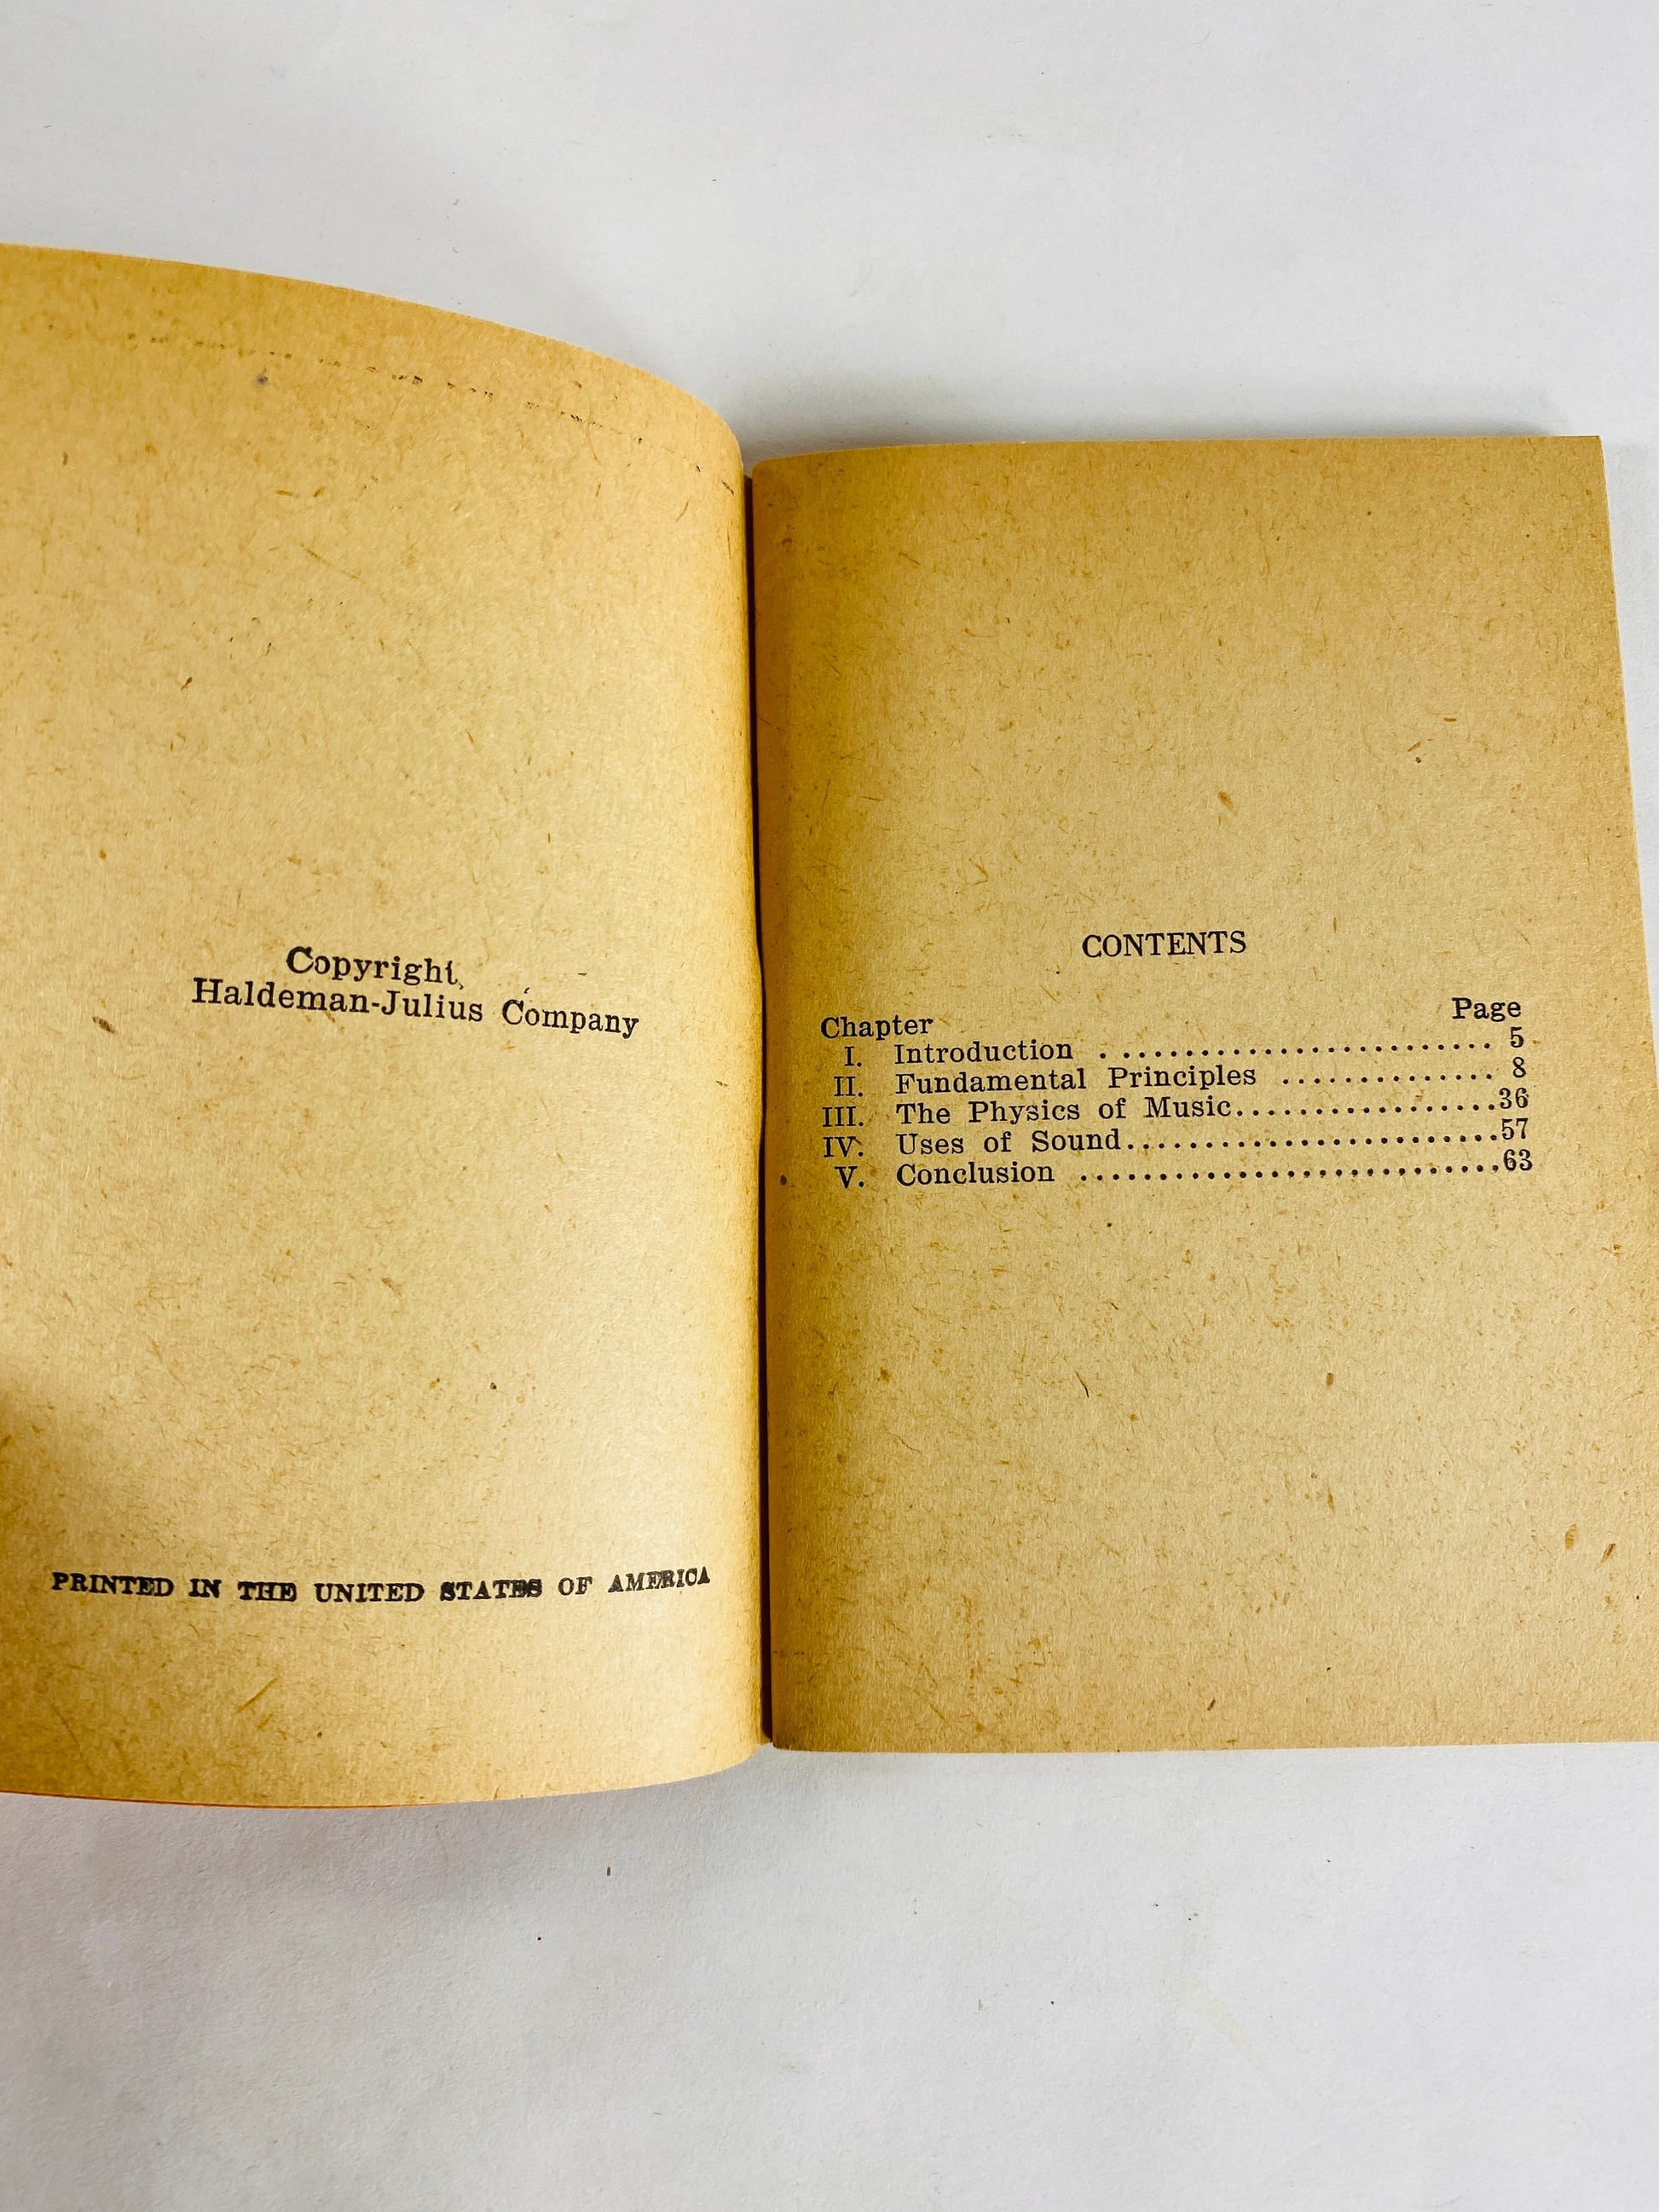 Copyright,
Haldeman-Julius Company
PRINTED IN THE UNITED STATES OF AMERICA
CONTENTS
Chapter Page
I. Introduction . ........................ 5
II. Fundamental Principles .............. 8
III. The Physics of Music.................36
IV. Uses of Sound........................57
V. Conclusion ...........................63